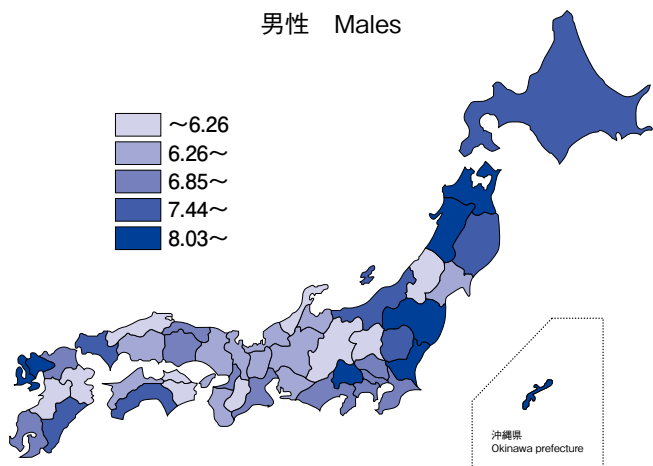 男性　Males
～6.26
6.26～
6.85～
7.44～
8.03～
沖縄県
Okinawa prefecture